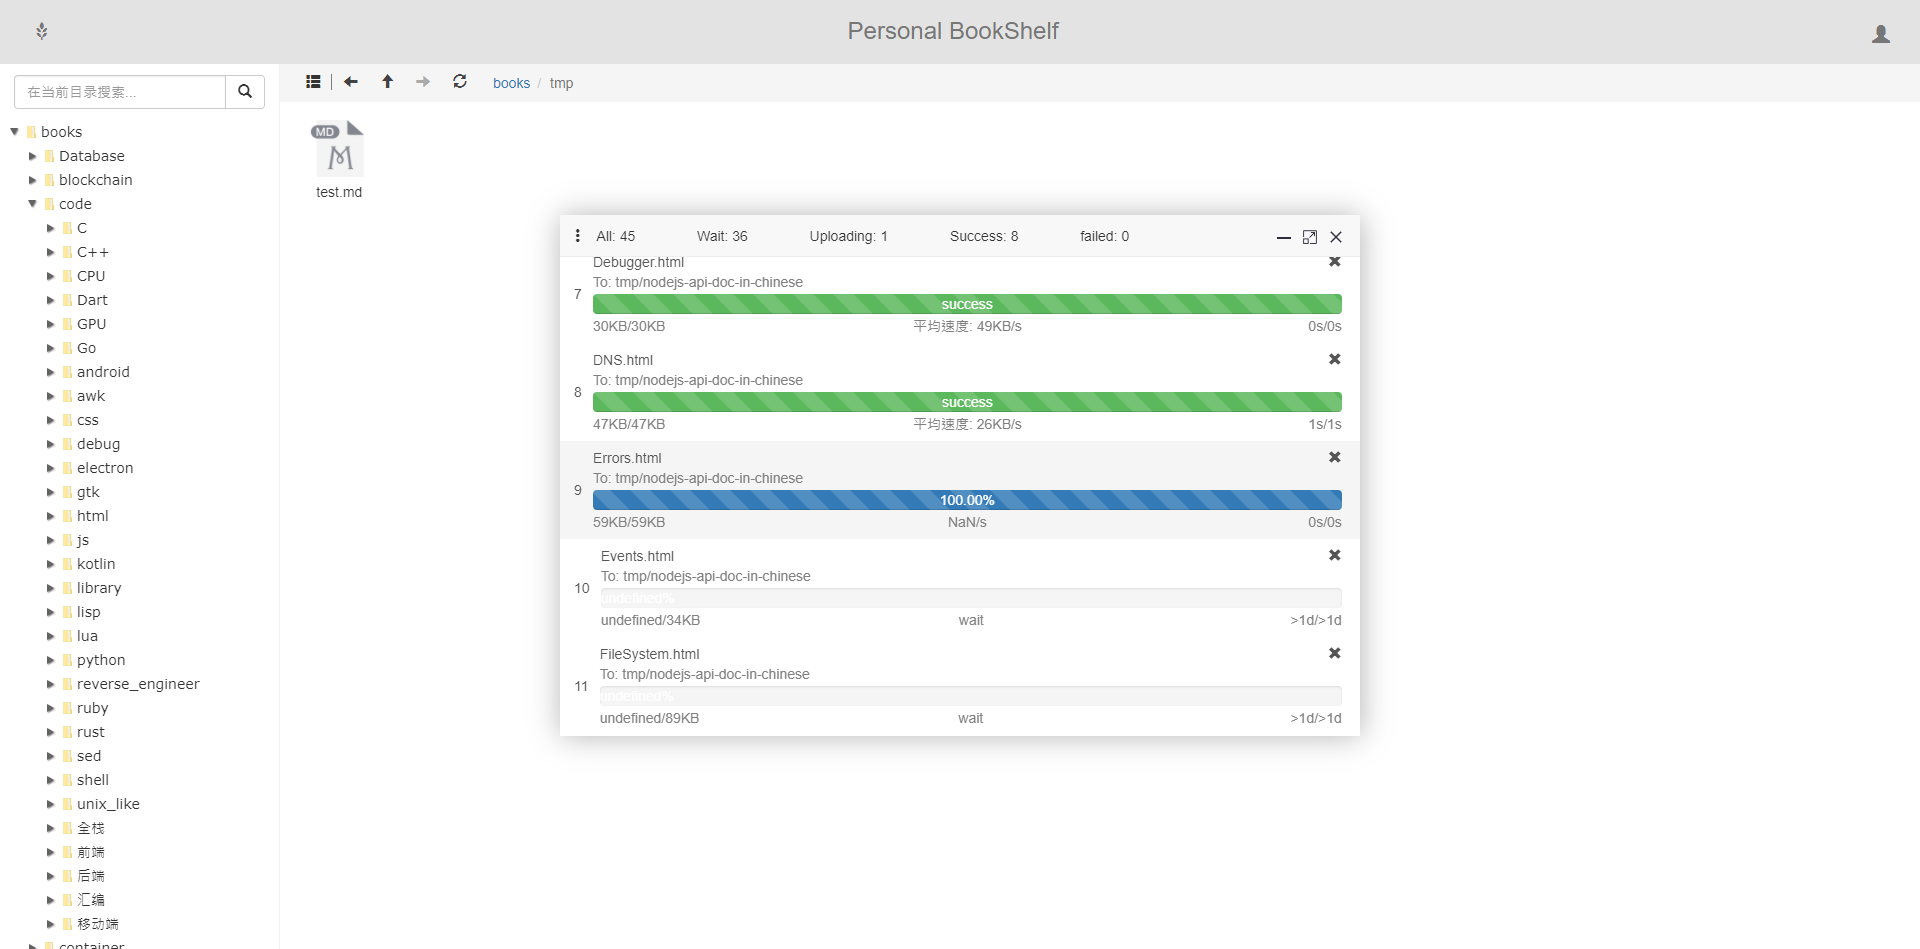 Personal BookShelf
在当前目录搜索...
books / tmp
books
Database
blockchain
code
C
C++
CPU
Dart
GPU
Go
android
awk
css
debug
electron
gtk
html
js
kotlin
library
lisp
lua
python
reverse_engineer
ruby
rust
sed
shell
unix_like
全栈
前端
后端
汇编
移动端
container
MD
test.md
All: 45 Wait: 36 Uploading: 1 Success: 8 failed: 0
Debugger.html
To: tmp/nodejs-api-doc-in-chinese
7
success
30KB/30KB 平均速度: 49KB/s 0s/0s
DNS.html
To: tmp/nodejs-api-doc-in-chinese
8
success
47KB/47KB 平均速度: 26KB/s 1s/1s
Errors.html
To: tmp/nodejs-api-doc-in-chinese
9
100.00%
59KB/59KB NaN/s 0s/0s
Events.html
To: tmp/nodejs-api-doc-in-chinese
10
undefined%
undefined/34KB wait >1d/>1d
FileSystem.html
To: tmp/nodejs-api-doc-in-chinese
11
undefined%
undefined/89KB wait >1d/>1d